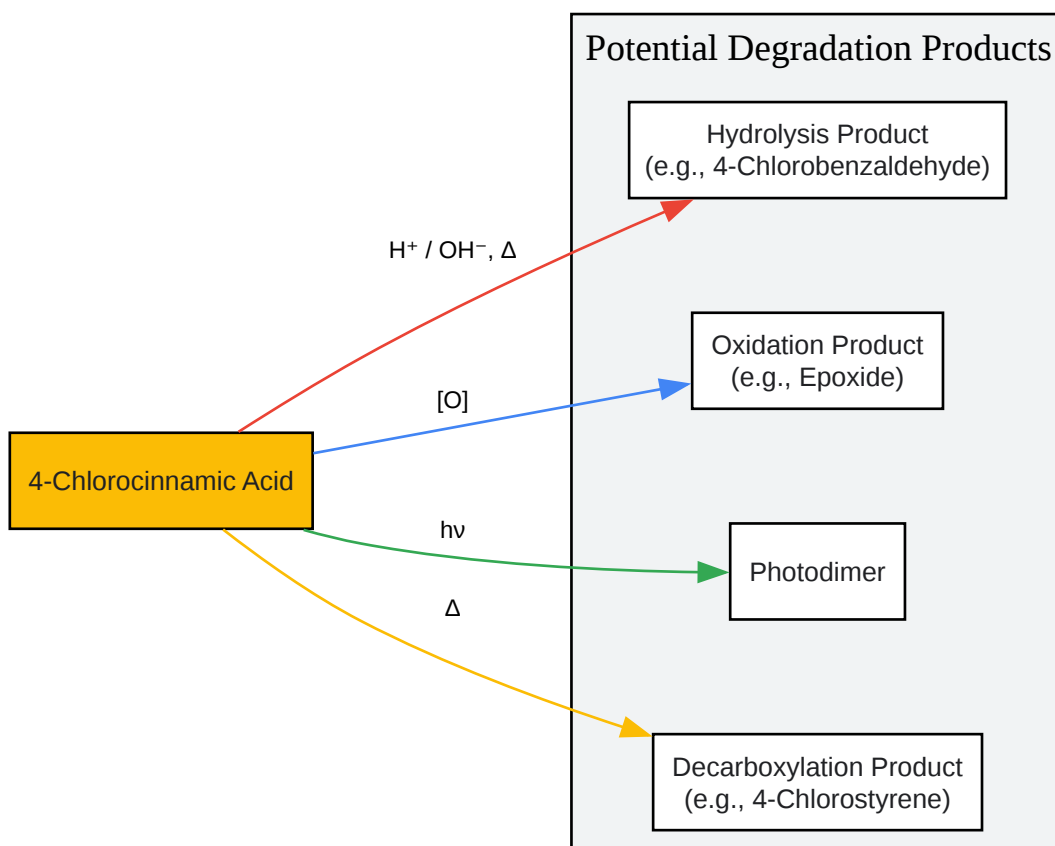 Potential Degradation Products
Hydrolysis Product
(e.g., 4-Chlorobenzaldehyde)
H⁺ / OH⁻, Δ
Oxidation Product
(e.g., Epoxide)
[O]
4-Chlorocinnamic Acid
hν
Photodimer
Δ
Decarboxylation Product
(e.g., 4-Chlorostyrene)